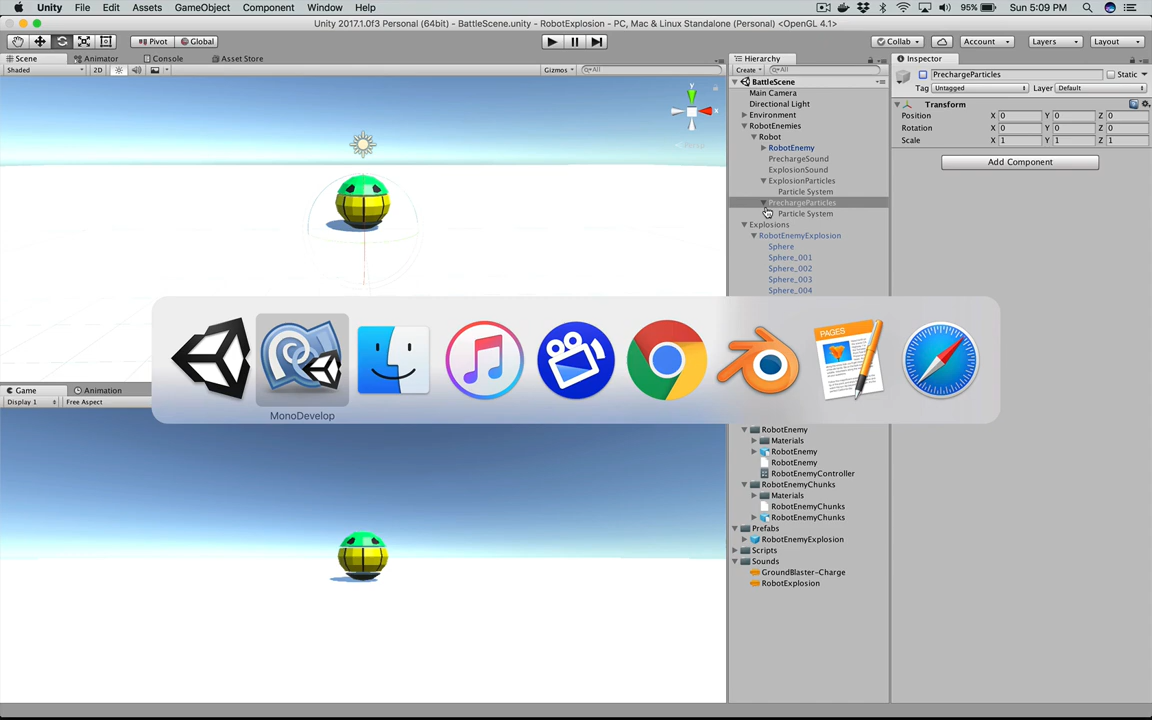 Unity File Edit Assets GameObject Component Window Help 95% Sun 5:09 PM
Unity 2017.1.0f3 Personal (64bit) - BattleScene.unity - RobotExplosion - PC, Mac & Linux Standalone (Personal) <OpenGL 4.1>
Pivot Global Collab Account Layers Layout
Scene Animator Console Asset Store
Shaded 2D Gizmos All
y
x
Persp
Hierarchy
Create All
BattleScene
Main Camera
Directional Light
Environment
RobotEnemies
Robot
RobotEnemy
PrechargeSound
ExplosionSound
ExplosionParticles
Particle System
PrechargeParticles
Particle System
Explosions
RobotEnemyExplosion
Sphere
Sphere_001
Sphere_002
Sphere_003
Sphere_004
Inspector
PrechargeParticles Static
Tag Untagged Layer Default
Transform
Position X 0 Y 0 Z 0
Rotation X 0 Y 0 Z 0
Scale X 1 Y 1 Z 1
Add Component
PAGES
MonoDevelop
Game Animation
Display 1 Free Aspect
RobotEnemy
Materials
RobotEnemy
RobotEnemy
RobotEnemyController
RobotEnemyChunks
Materials
RobotEnemyChunks
RobotEnemyChunks
Prefabs
RobotEnemyExplosion
Scripts
Sounds
GroundBlaster-Charge
RobotExplosion